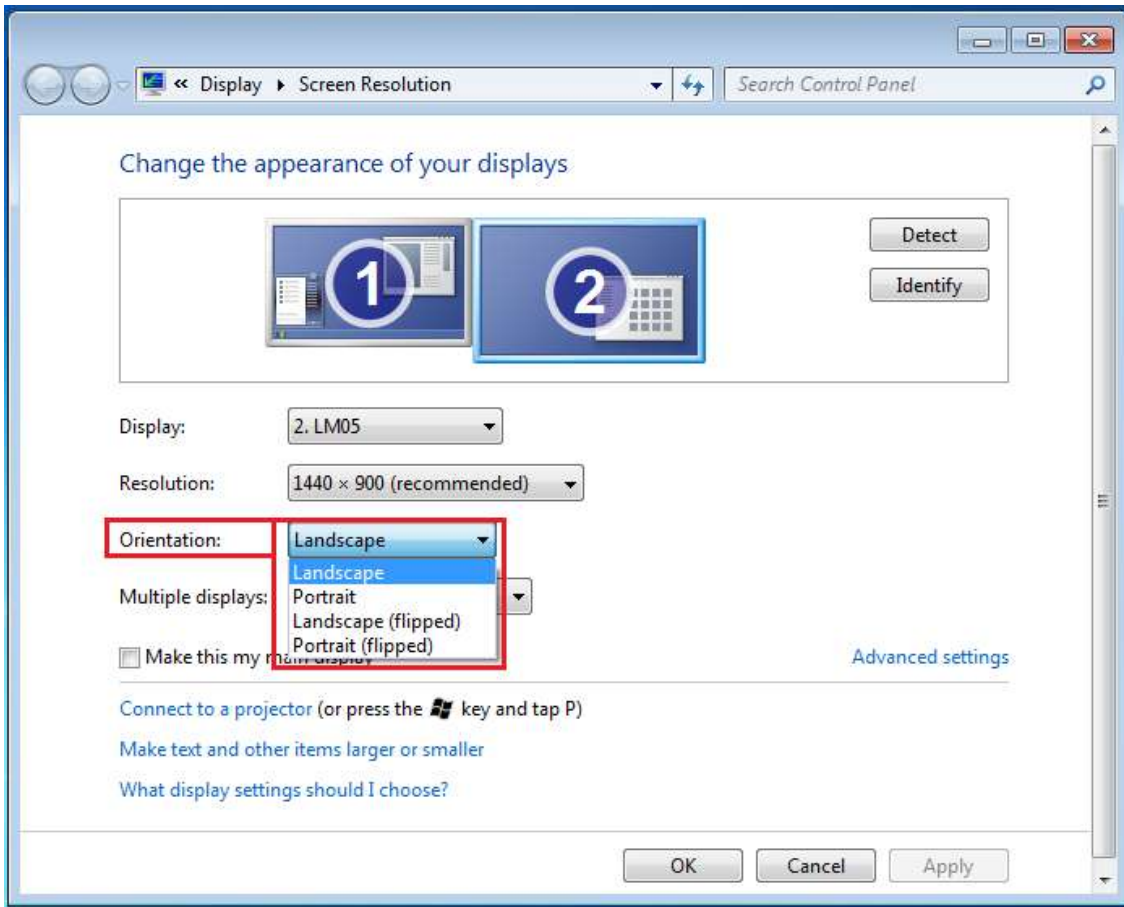 « Display ▸ Screen Resolution
Search Control Panel
Change the appearance of your displays
1
2
Detect
Identify
Display: 2. LM05
Resolution: 1440 × 900 (recommended)
Orientation: Landscape
Landscape
Portrait
Landscape (flipped)
Portrait (flipped)
Multiple displays:
Make this my main display
Advanced settings
Connect to a projector (or press the key and tap P)
Make text and other items larger or smaller
What display settings should I choose?
OK Cancel Apply